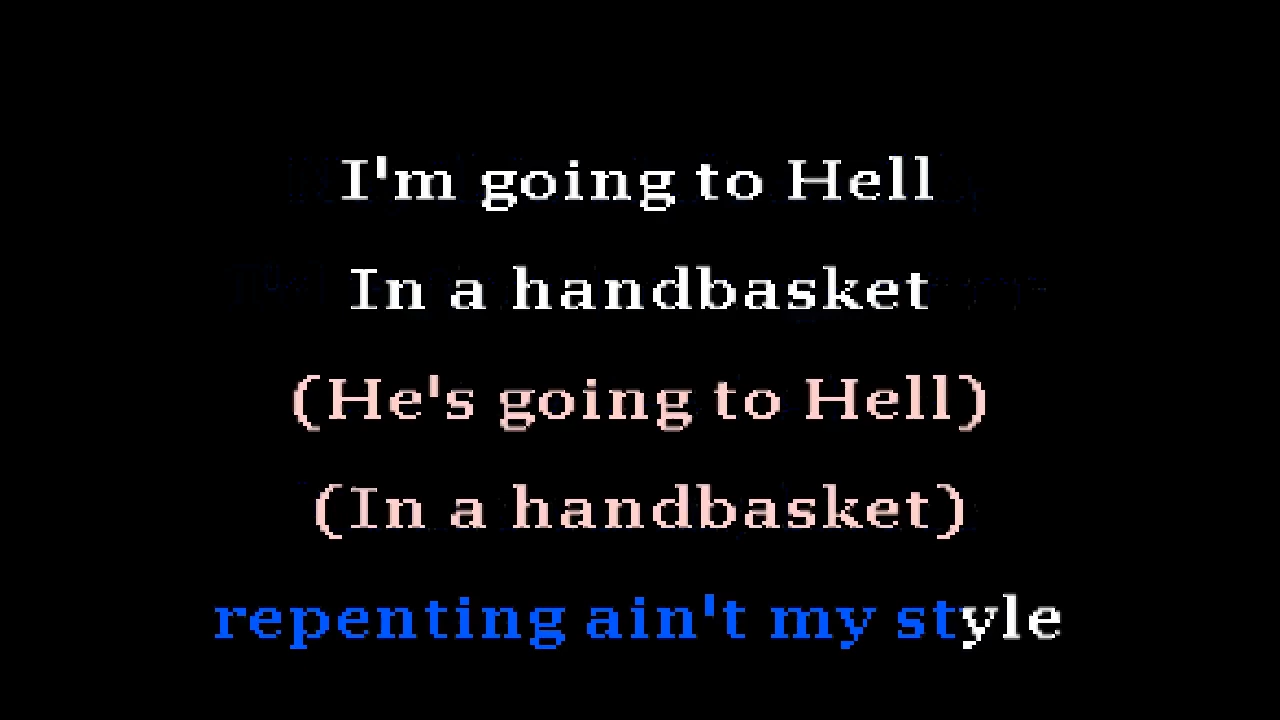 I'm going to Hell
In a handbasket
(He's going to Hell)
(In a handbasket)
repenting ain't my style